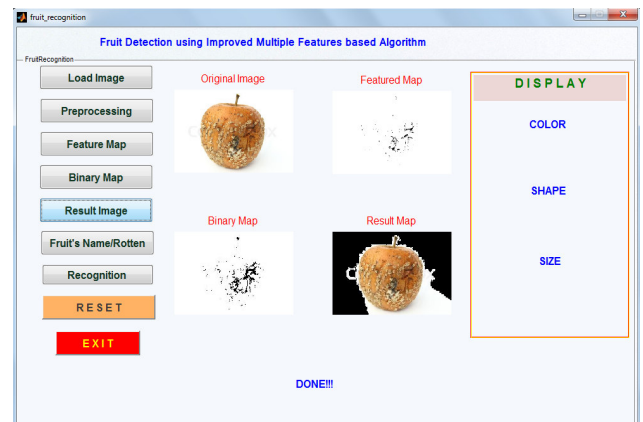 fruit_recognition
Fruit Detection using Improved Multiple Features based Algorithm
FruitRecognition
Load Image
Preprocessing
Feature Map
Binary Map
Result Image
Fruit's Name/Rotten
Recognition
RESET
EXIT
Original Image
Featured Map
Binary Map
Result Map
DISPLAY
COLOR
SHAPE
SIZE
DONE!!!